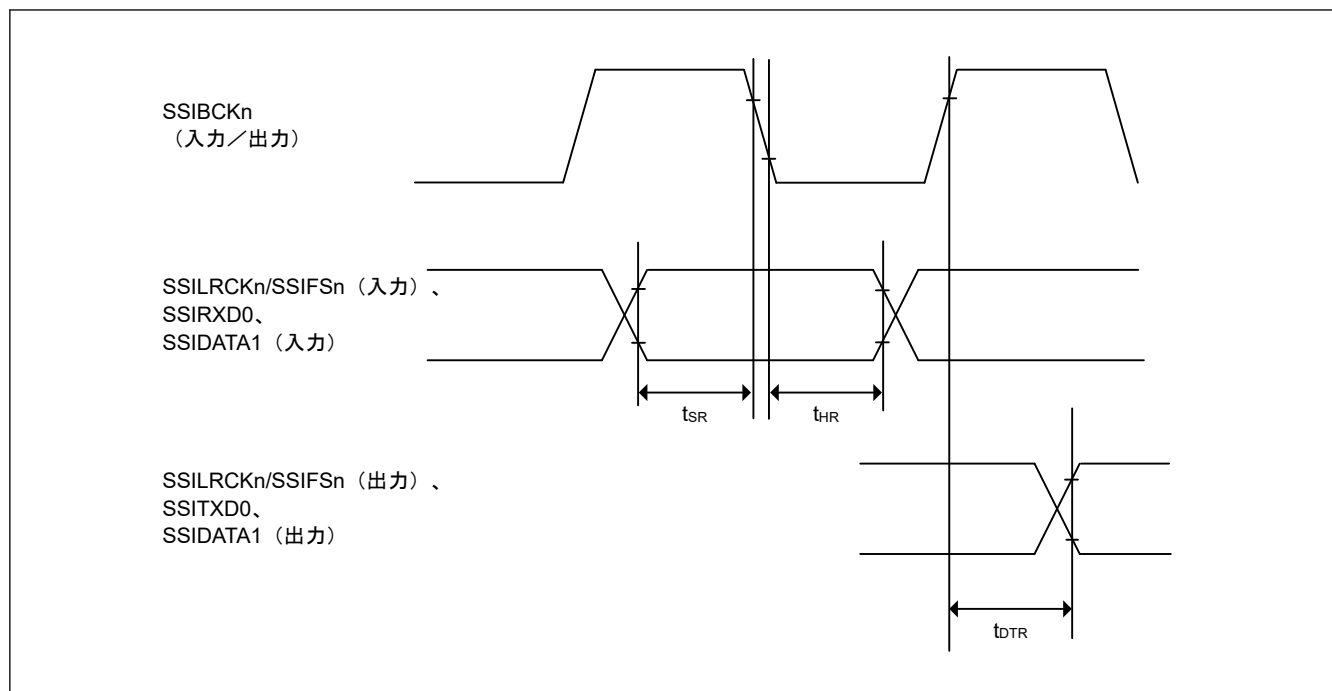 SSIBCKn
（入力／出力）
SSILRCKn/SSIFSn（入力）、
SSIRXD0、
SSIDATA1（入力）
tSR
tHR
SSILRCKn/SSIFSn（出力）、
SSITXD0、
SSIDATA1（出力）
tDTR